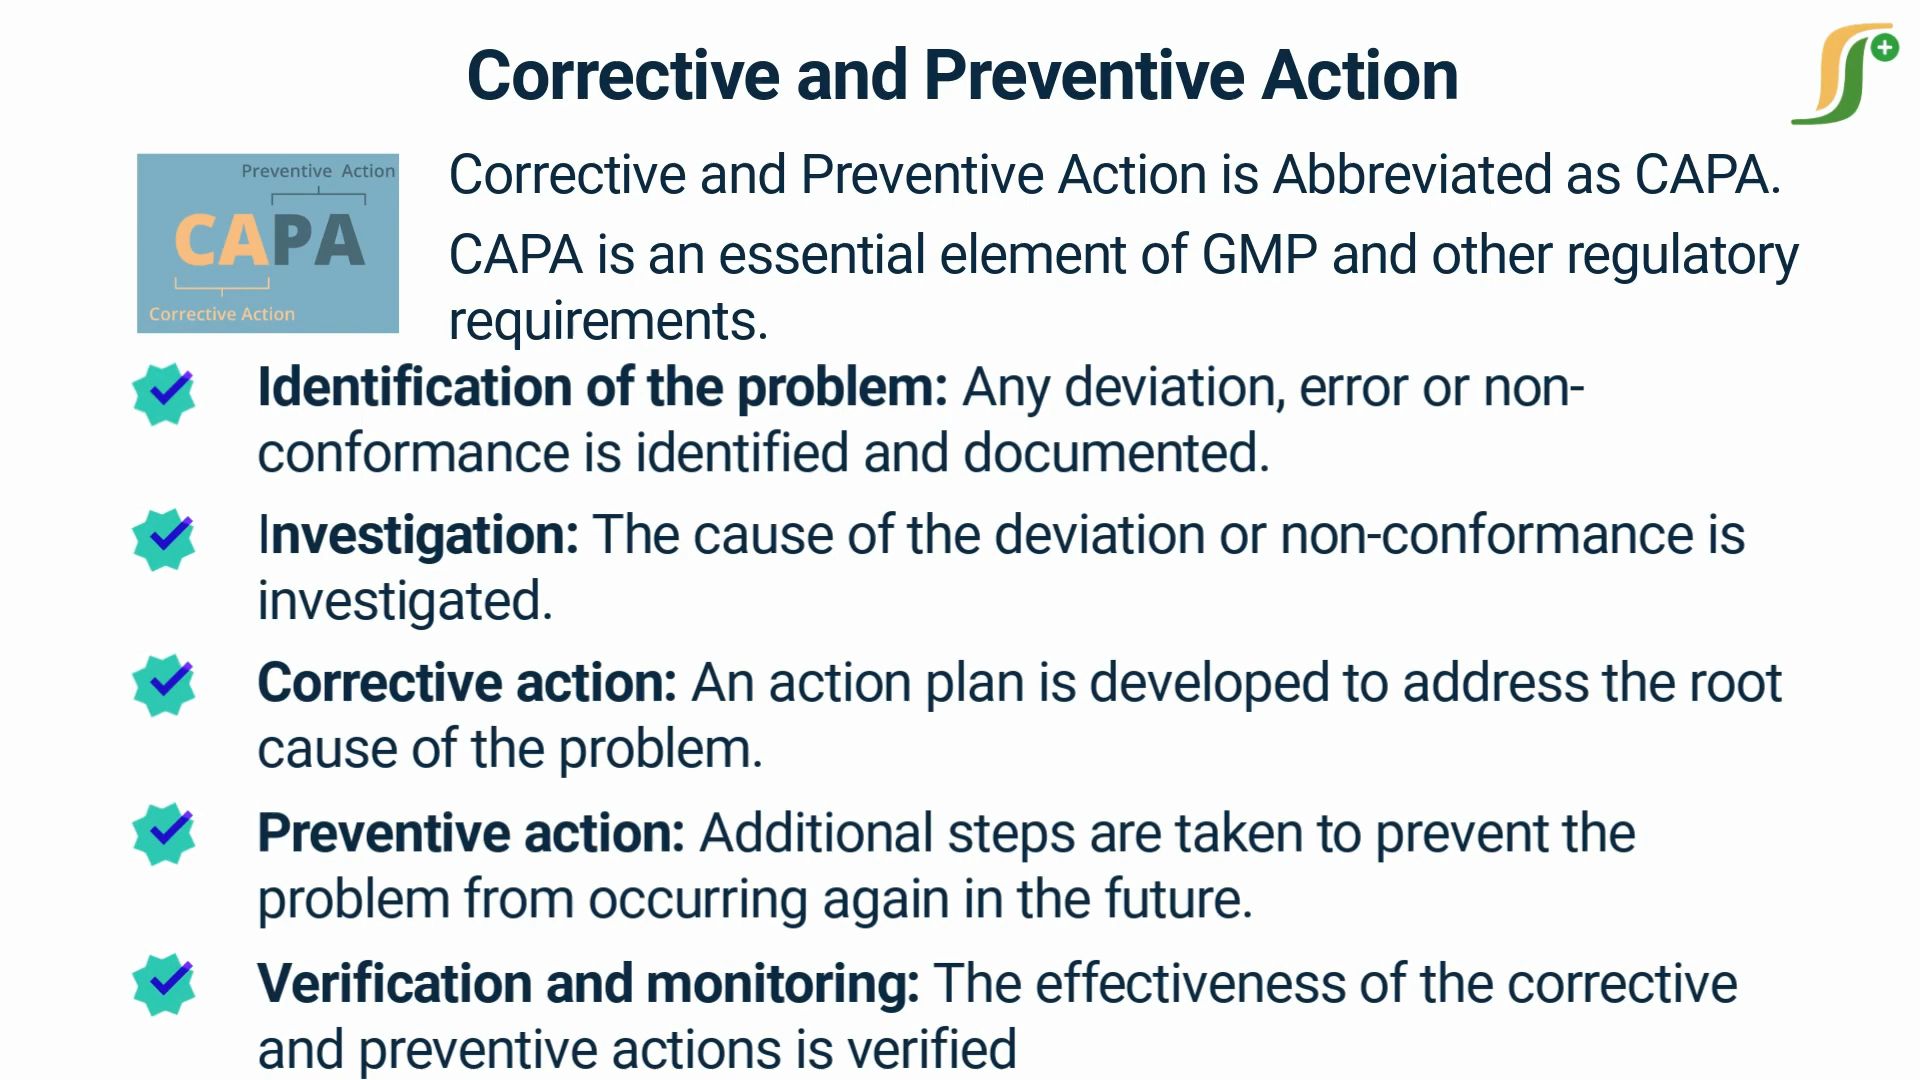 Corrective and Preventive Action
Preventive Action
CAPA
Corrective Action
Corrective and Preventive Action is Abbreviated as CAPA.
CAPA is an essential element of GMP and other regulatory
requirements.
Identification of the problem: Any deviation, error or non-
conformance is identified and documented.
Investigation: The cause of the deviation or non-conformance is
investigated.
Corrective action: An action plan is developed to address the root
cause of the problem.
Preventive action: Additional steps are taken to prevent the
problem from occurring again in the future.
Verification and monitoring: The effectiveness of the corrective
and preventive actions is verified